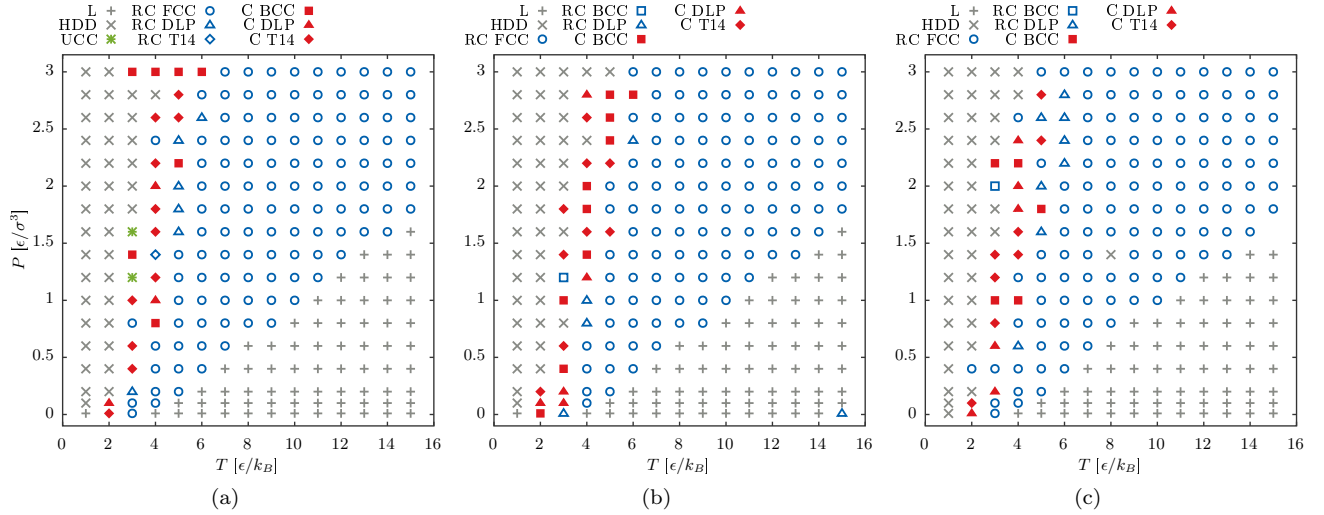 L RC FCC C BCC
HDD RC DLP C DLP
UCC RC T14 C T14
3
2.5
2
1.5
1
0.5
0
P [ϵ/σ³]
0 2 4 6 8 10 12 14 16
T [ϵ/k_B]
(a)
L RC BCC C DLP
HDD RC DLP C T14
RC FCC C BCC
3
2.5
2
1.5
1
0.5
0
0 2 4 6 8 10 12 14 16
T [ϵ/k_B]
(b)
L RC BCC C DLP
HDD RC DLP C T14
RC FCC C BCC
3
2.5
2
1.5
1
0.5
0
0 2 4 6 8 10 12 14 16
T [ϵ/k_B]
(c)